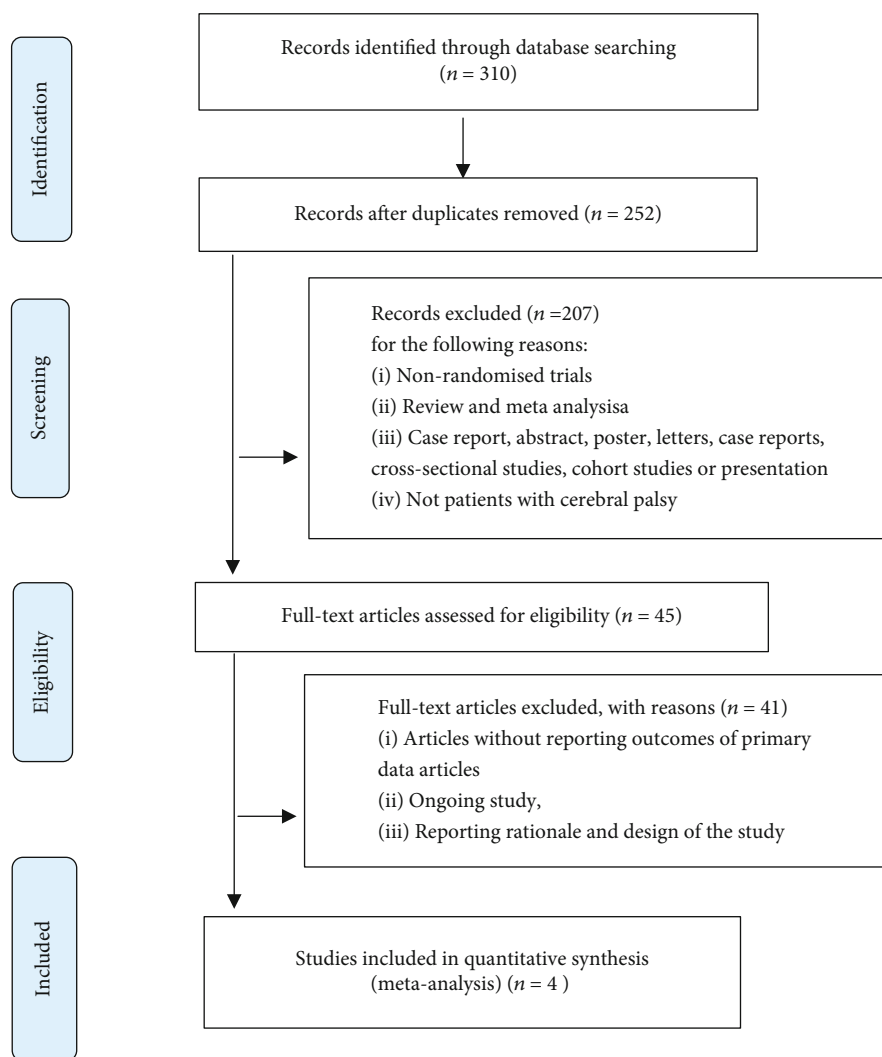 Identification
Records identified through database searching
(n = 310)
Records after duplicates removed (n = 252)
Screening
Records excluded (n =207)
for the following reasons:
(i) Non-randomised trials
(ii) Review and meta analysisa
(iii) Case report, abstract, poster, letters, case reports,
cross-sectional studies, cohort studies or presentation
(iv) Not patients with cerebral palsy
Eligibility
Full-text articles assessed for eligibility (n = 45)
Full-text articles excluded, with reasons (n = 41)
(i) Articles without reporting outcomes of primary
data articles
(ii) Ongoing study,
(iii) Reporting rationale and design of the study
Included
Studies included in quantitative synthesis
(meta-analysis) (n = 4 )